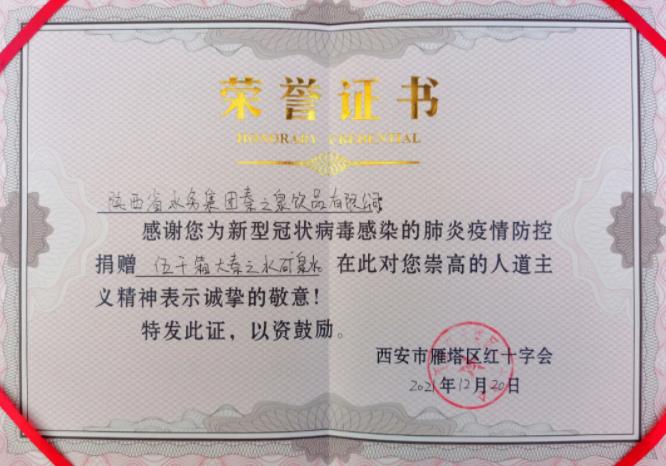 荣誉证书
HONORARY CREDENTIAL
陕西省水务集团秦之泉饮品有限公司
感谢您为新型冠状病毒感染的肺炎疫情防控
捐赠 伍千箱大秦之水矿泉水 在此对您崇高的人道主
义精神表示诚挚的敬意！
特发此证，以资鼓励。
西安市雁塔区红十字会
2021年12月20日